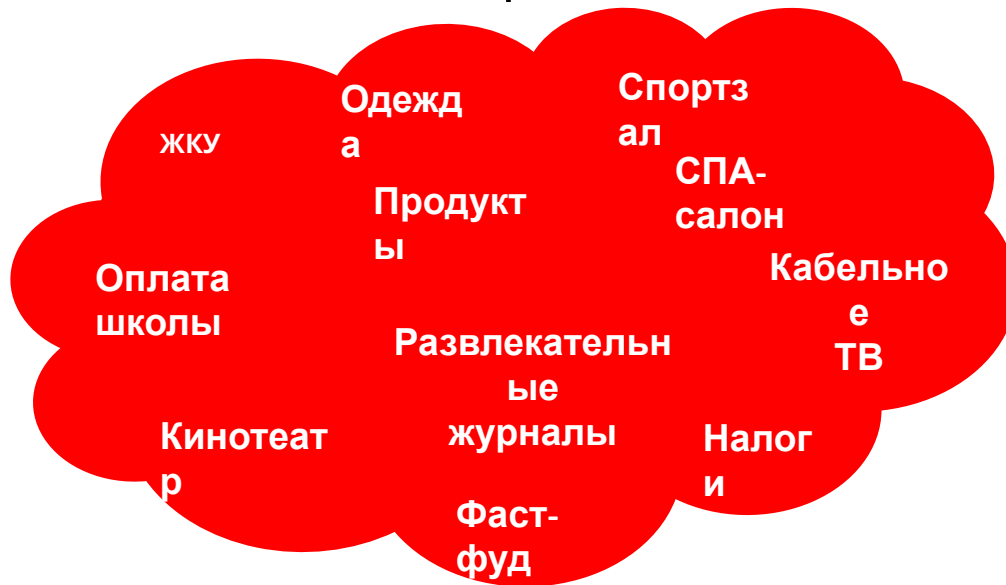 Одежд
а
Спортз
ал
ЖКУ
СПА-
салон
Продукт
ы
Кабельно
е
ТВ
Оплата
школы
Развлекательн
ые
журналы
Кинотеат
р
Налог
и
Фаст-
фуд